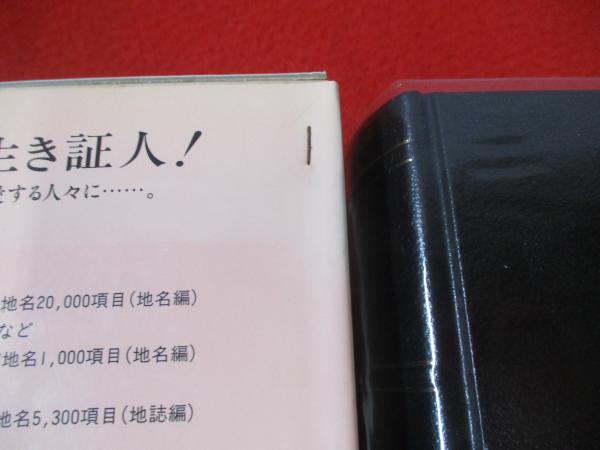 生き証人!
愛する人々に……。
地名20,000項目(地名編)
など
地名1,000項目(地名編)
地名5,300項目(地誌編)